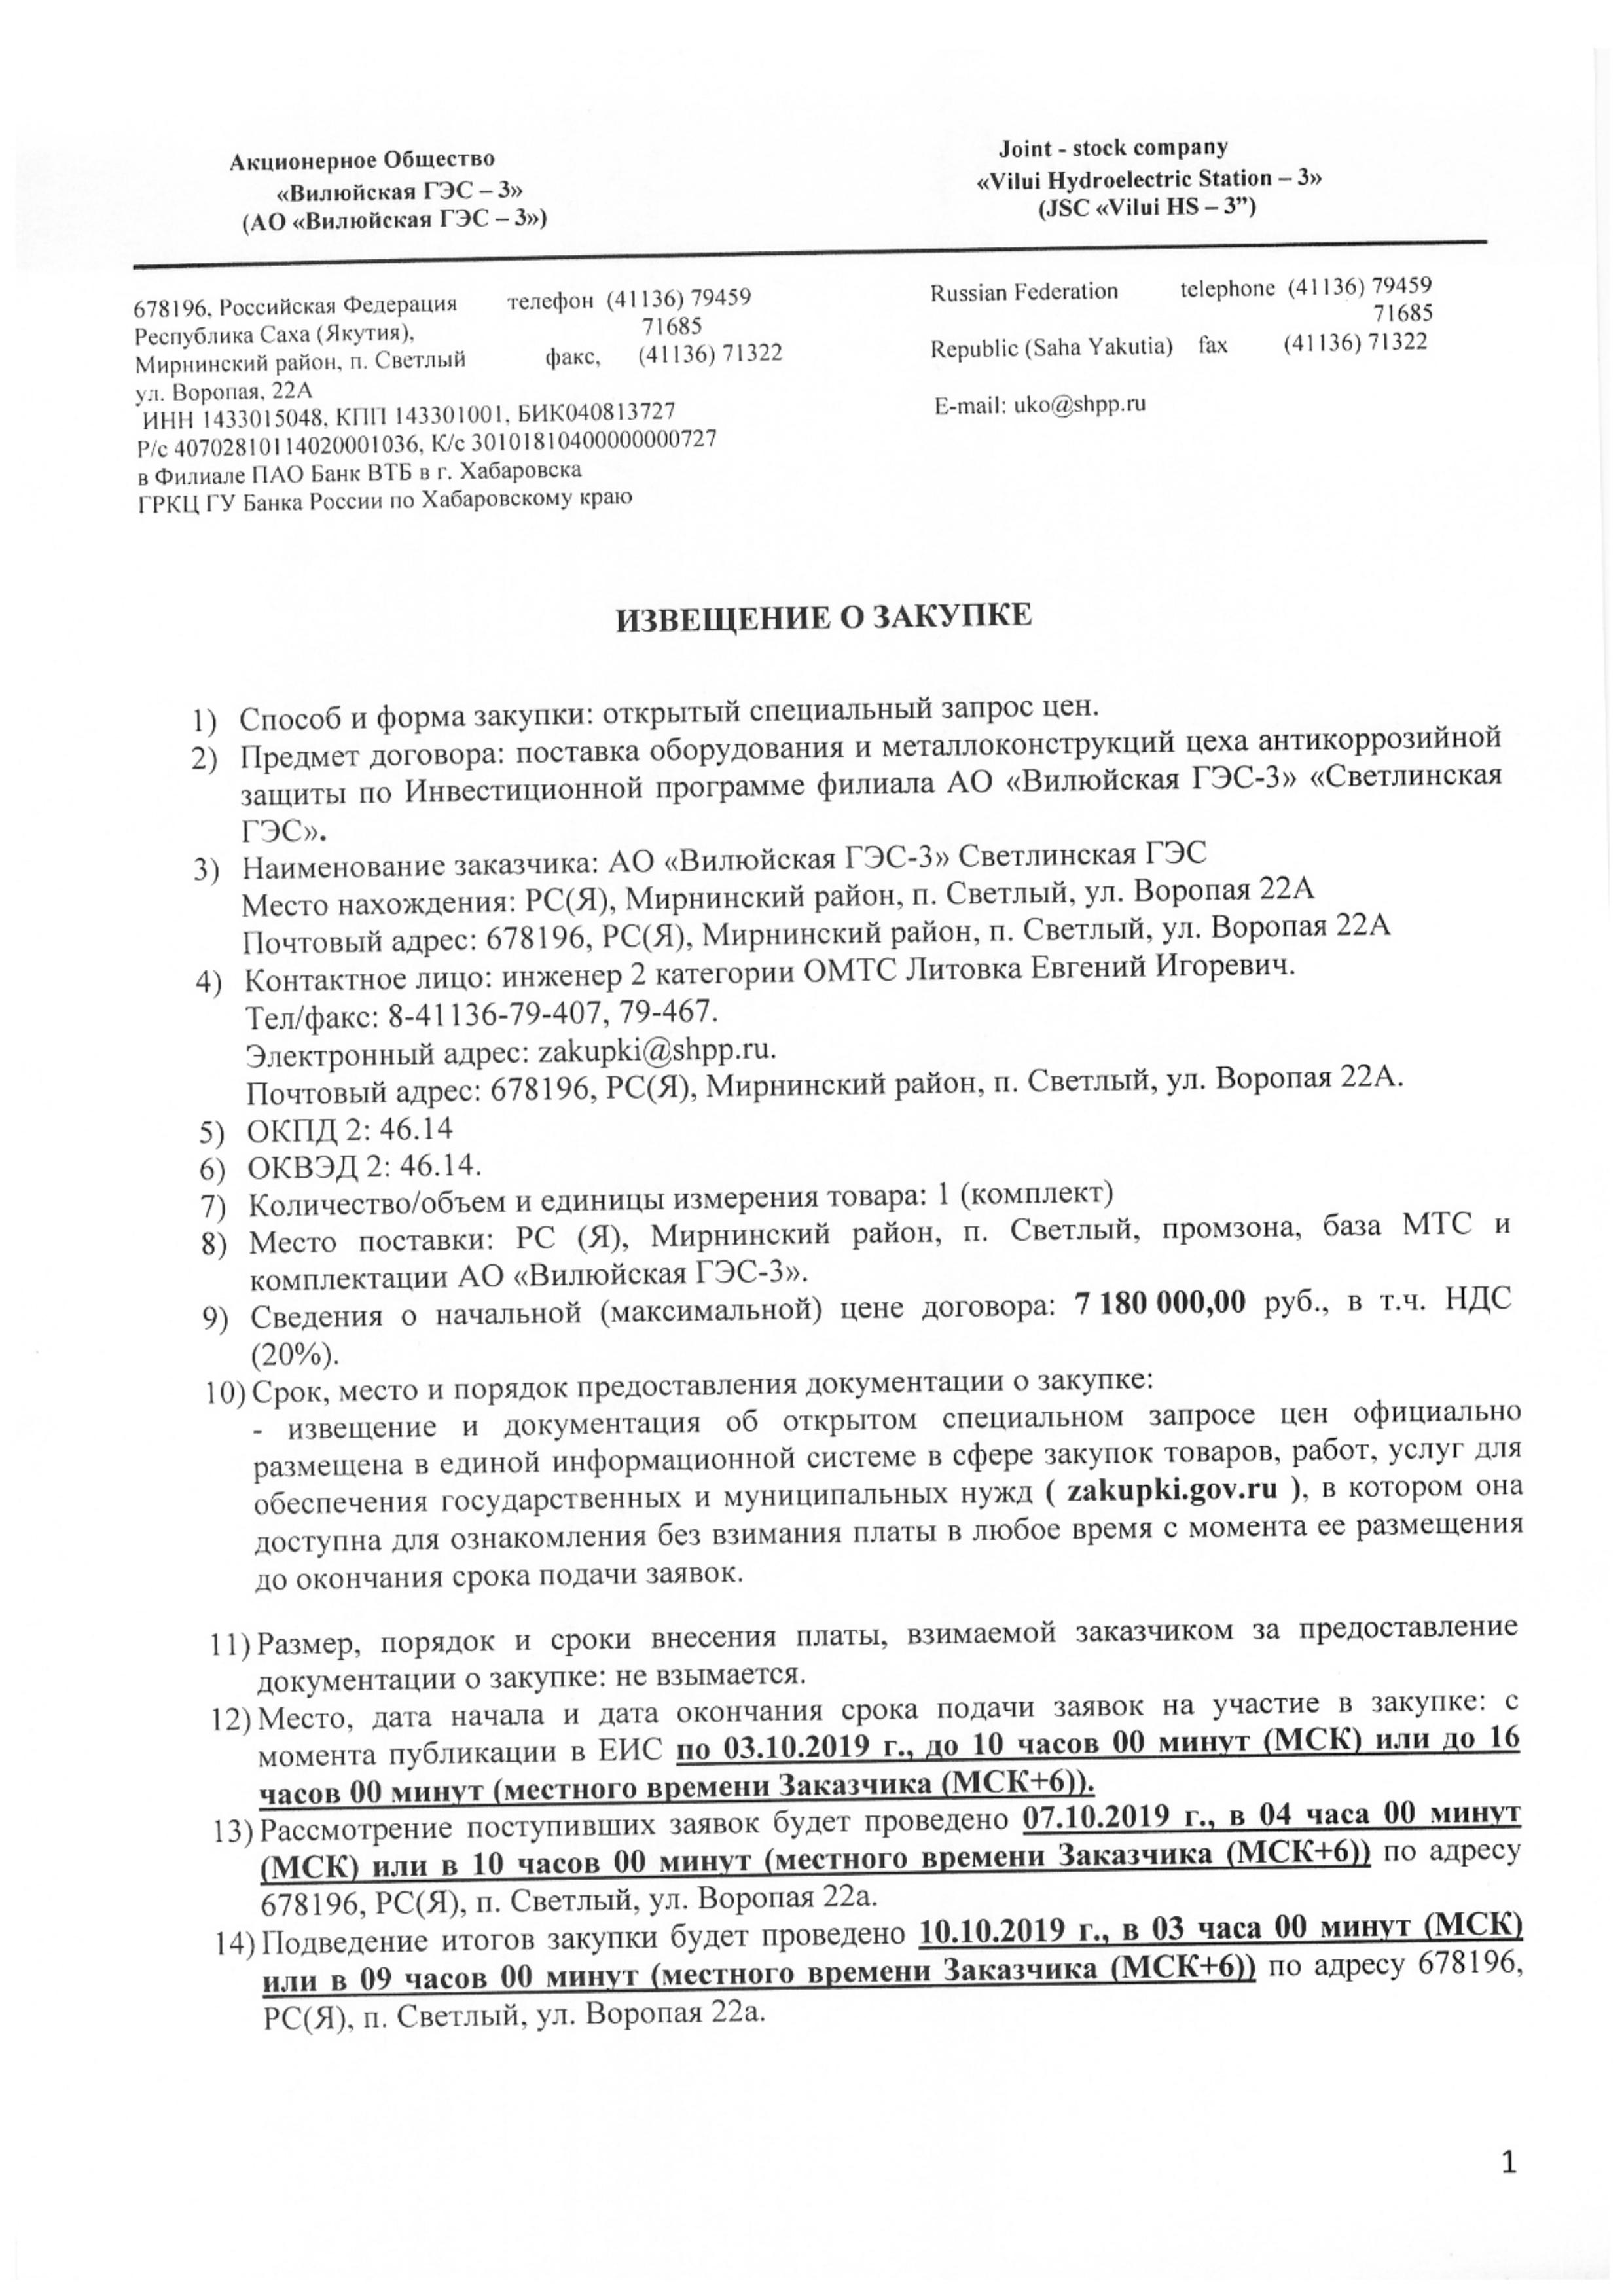 Акционерное Общество
«Вилюйская ГЭС – 3»
(АО «Вилюйская ГЭС – 3»)
Joint - stock company
«Vilui Hydroelectric Station – 3»
(JSC «Vilui HS – 3”)
678196, Российская Федерация телефон (41136) 79459
Республика Саха (Якутия), 71685
Мирнинский район, п. Светлый факс, (41136) 71322
ул. Воропая, 22А
ИНН 1433015048, КПП 143301001, БИК040813727
Р/с 40702810114020001036, К/с 30101810400000000727
в Филиале ПАО Банк ВТБ в г. Хабаровска
ГРКЦ ГУ Банка России по Хабаровскому краю
Russian Federation telephone (41136) 79459
71685
Republic (Saha Yakutia) fax (41136) 71322
E-mail: uko@shpp.ru
ИЗВЕЩЕНИЕ О ЗАКУПКЕ
1) Способ и форма закупки: открытый специальный запрос цен.
2) Предмет договора: поставка оборудования и металлоконструкций цеха антикоррозийной
защиты по Инвестиционной программе филиала АО «Вилюйская ГЭС-3» «Светлинская
ГЭС».
3) Наименование заказчика: АО «Вилюйская ГЭС-3» Светлинская ГЭС
Место нахождения: РС(Я), Мирнинский район, п. Светлый, ул. Воропая 22А
Почтовый адрес: 678196, РС(Я), Мирнинский район, п. Светлый, ул. Воропая 22А
4) Контактное лицо: инженер 2 категории ОМТС Литовка Евгений Игоревич.
Тел/факс: 8-41136-79-407, 79-467.
Электронный адрес: zakupki@shpp.ru.
Почтовый адрес: 678196, РС(Я), Мирнинский район, п. Светлый, ул. Воропая 22А.
5) ОКПД 2: 46.14
6) ОКВЭД 2: 46.14.
7) Количество/объем и единицы измерения товара: 1 (комплект)
8) Место поставки: РС (Я), Мирнинский район, п. Светлый, промзона, база МТС и
комплектации АО «Вилюйская ГЭС-3».
9) Сведения о начальной (максимальной) цене договора: 7 180 000,00 руб., в т.ч. НДС
(20%).
10) Срок, место и порядок предоставления документации о закупке:
- извещение и документация об открытом специальном запросе цен официально
размещена в единой информационной системе в сфере закупок товаров, работ, услуг для
обеспечения государственных и муниципальных нужд ( zakupki.gov.ru ), в котором она
доступна для ознакомления без взимания платы в любое время с момента ее размещения
до окончания срока подачи заявок.
11) Размер, порядок и сроки внесения платы, взимаемой заказчиком за предоставление
документации о закупке: не взымается.
12) Место, дата начала и дата окончания срока подачи заявок на участие в закупке: с
момента публикации в ЕИС по 03.10.2019 г., до 10 часов 00 минут (МСК) или до 16
часов 00 минут (местного времени Заказчика (МСК+6)).
13) Рассмотрение поступивших заявок будет проведено 07.10.2019 г., в 04 часа 00 минут
(МСК) или в 10 часов 00 минут (местного времени Заказчика (МСК+6)) по адресу
678196, РС(Я), п. Светлый, ул. Воропая 22а.
14) Подведение итогов закупки будет проведено 10.10.2019 г., в 03 часа 00 минут (МСК)
или в 09 часов 00 минут (местного времени Заказчика (МСК+6)) по адресу 678196,
РС(Я), п. Светлый, ул. Воропая 22а.
1